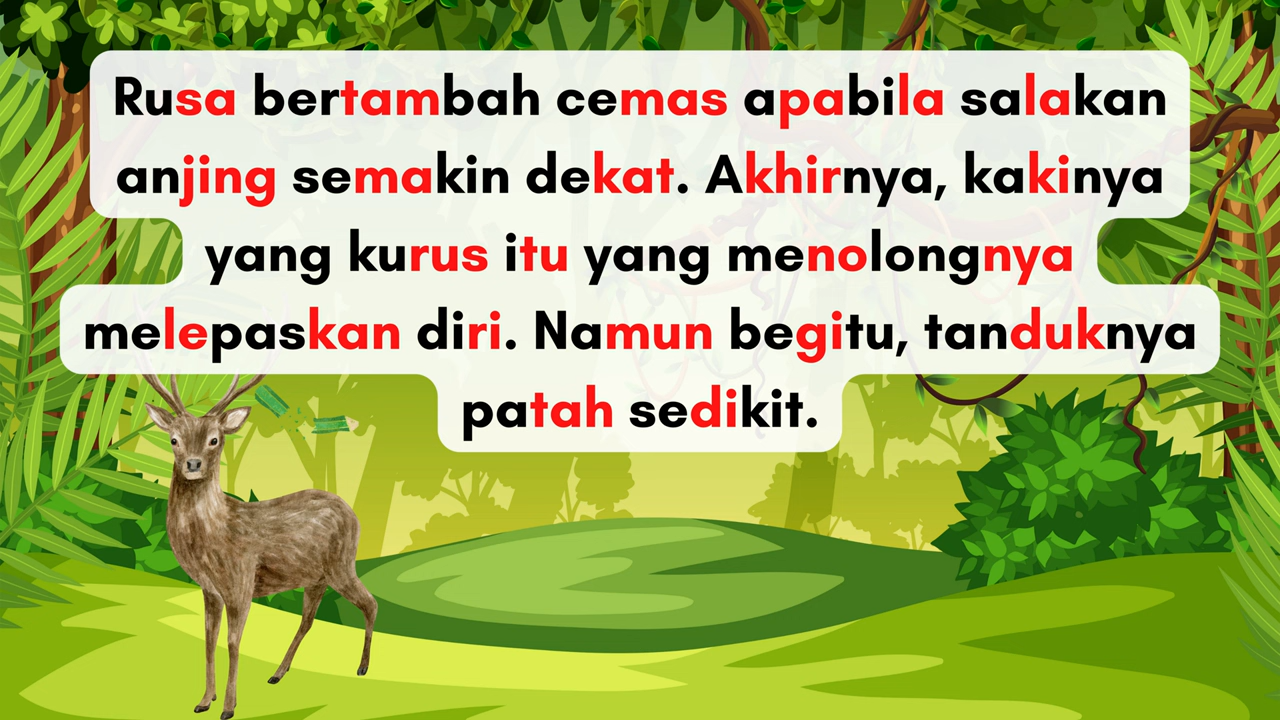 Rusa bertambah cemas apabila salakan
anjing semakin dekat. Akhirnya, kakinya
yang kurus itu yang menolongnya
melepaskan diri. Namun begitu, tanduknya
patah sedikit.